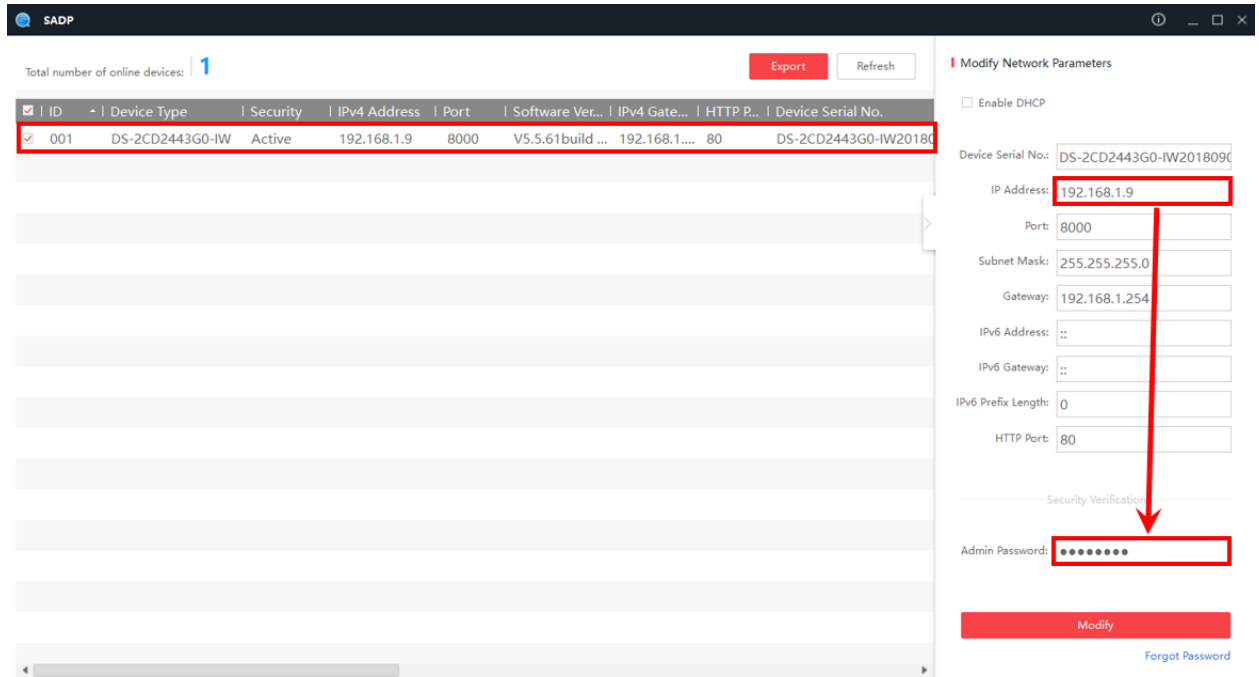 SADP
Total number of online devices: 1
Export
Refresh
ID
Device Type
Security
IPv4 Address
Port
Software Ver...
IPv4 Gate...
HTTP P...
Device Serial No.
001
DS-2CD2443G0-IW
Active
192.168.1.9
8000
V5.5.61build ...
192.168.1....
80
DS-2CD2443G0-IW20180
Modify Network Parameters
Enable DHCP
Device Serial No.: DS-2CD2443G0-IW2018090
IP Address: 192.168.1.9
Port: 8000
Subnet Mask: 255.255.255.0
Gateway: 192.168.1.254
IPv6 Address: ::
IPv6 Gateway: ::
IPv6 Prefix Length: 0
HTTP Port: 80
Security Verification
Admin Password: ●●●●●●●●
Modify
Forgot Password